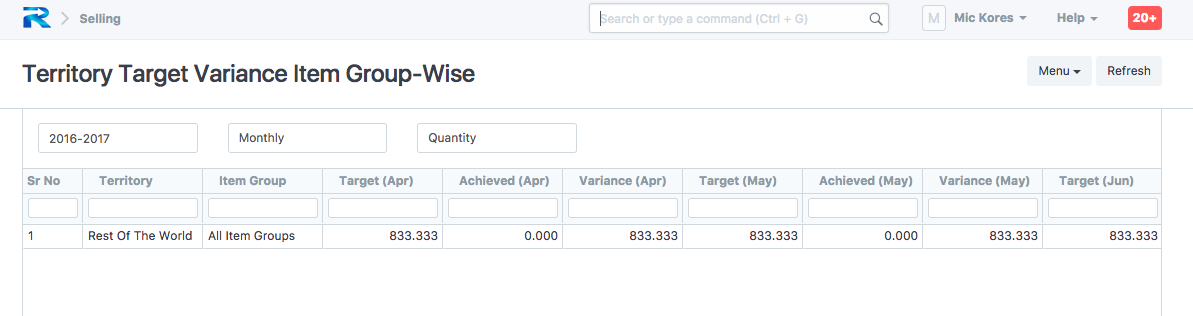 Selling
Search or type a command (Ctrl + G)
M
Mic Kores
Help
20+
Territory Target Variance Item Group-Wise
Menu
Refresh
2016-2017
Monthly
Quantity
Sr No Territory Item Group Target (Apr) Achieved (Apr) Variance (Apr) Target (May) Achieved (May) Variance (May) Target (Jun)
1 Rest Of The World All Item Groups 833.333 0.000 833.333 833.333 0.000 833.333 833.333